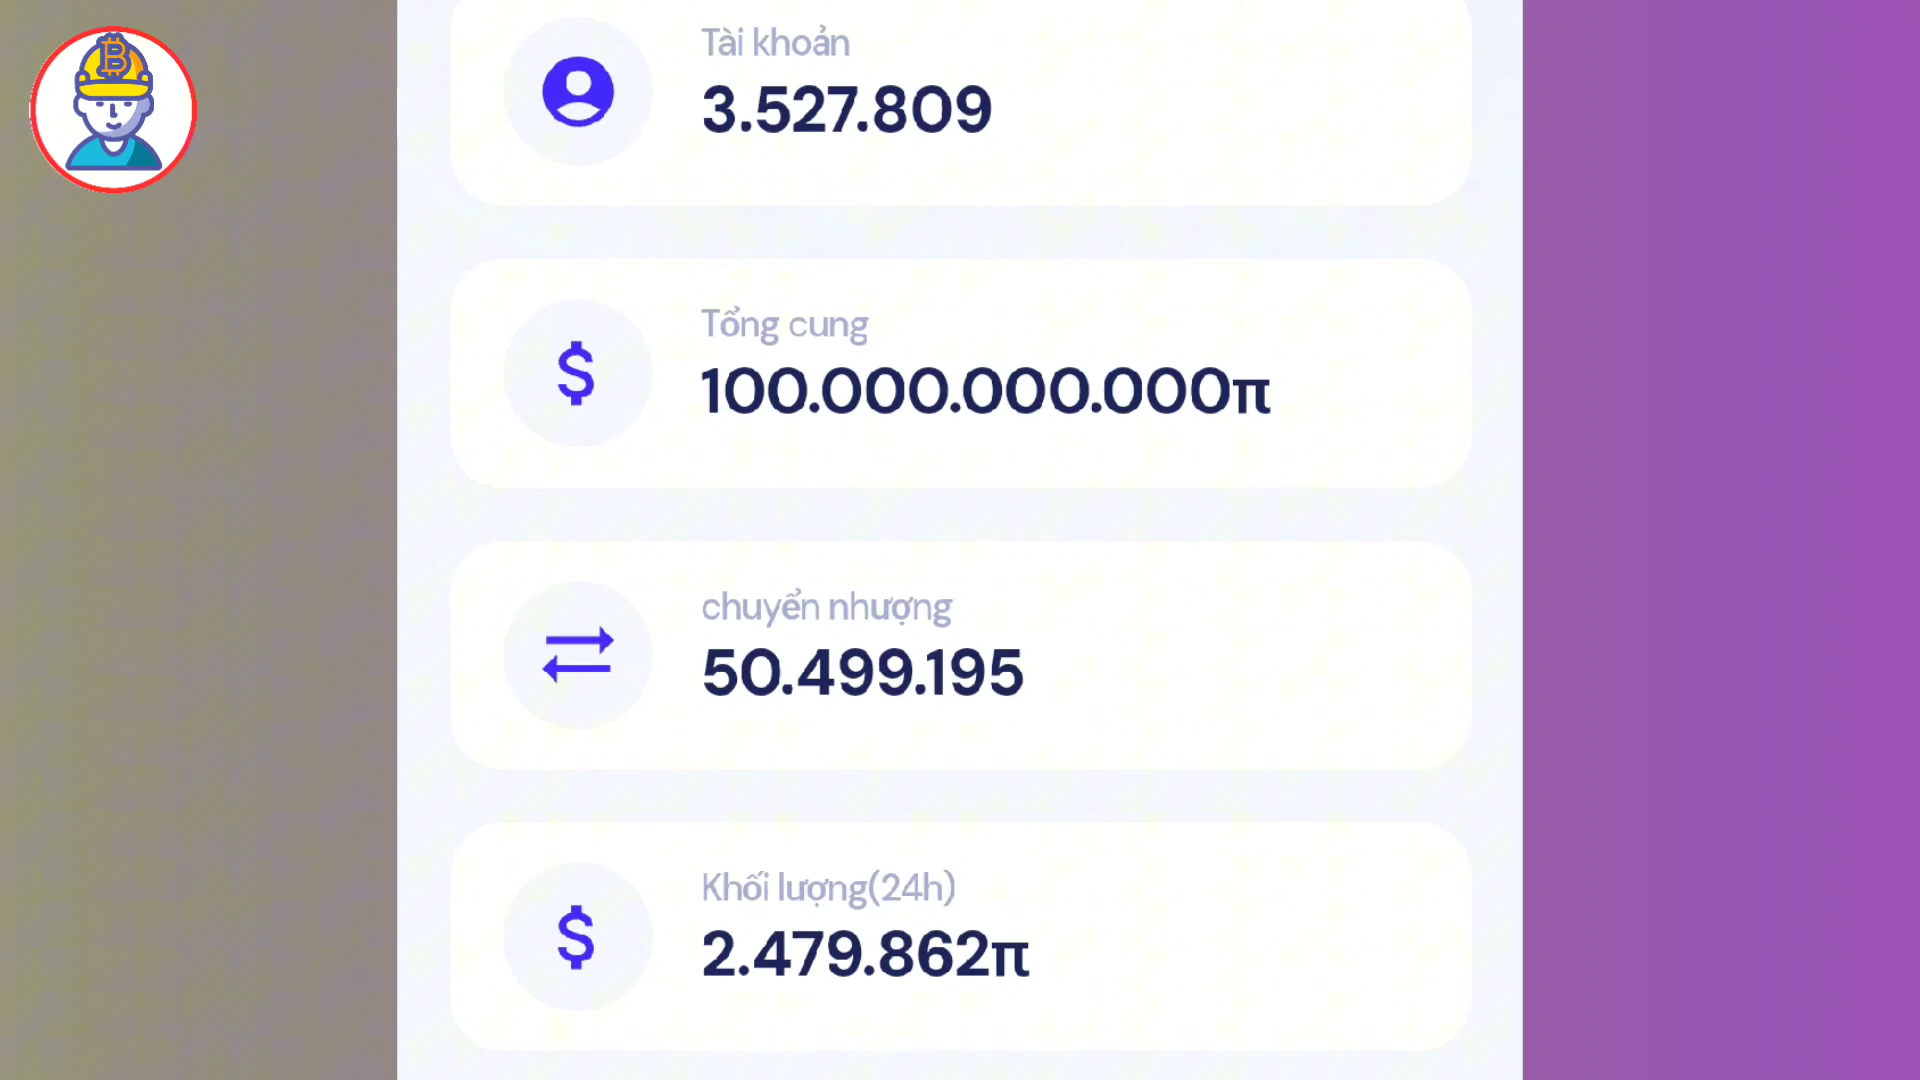 Tài khoản
3.527.809
Tổng cung
100.000.000.000π
chuyển nhượng
50.499.195
Khối lượng(24h)
2.479.862π